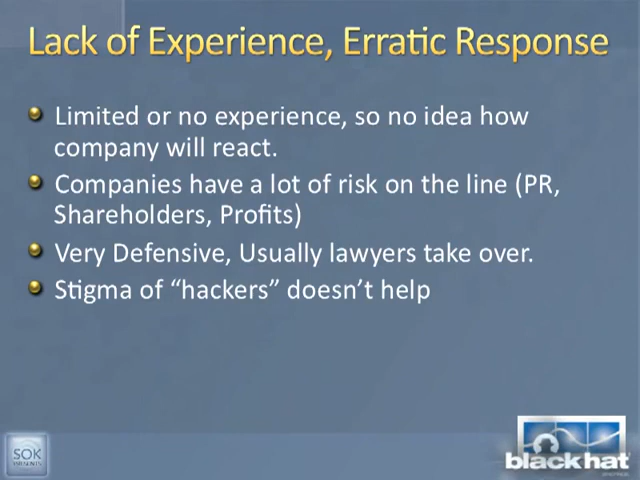 Lack of Experience, Erratic Response
Limited or no experience, so no idea how
company will react.
Companies have a lot of risk on the line (PR,
Shareholders, Profits)
Very Defensive, Usually lawyers take over.
Stigma of “hackers” doesn’t help
SOK
PRESENTS
black hat